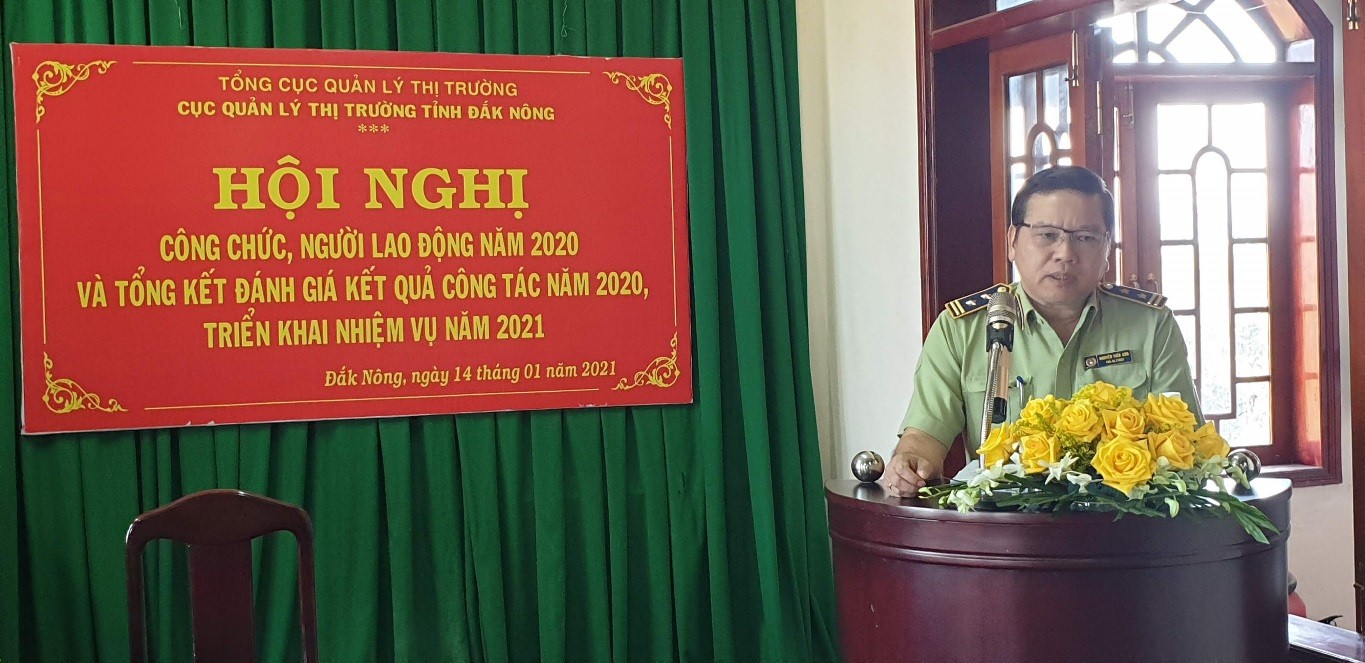 TỔNG CỤC QUẢN LÝ THỊ TRƯỜNG
CỤC QUẢN LÝ THỊ TRƯỜNG TỈNH ĐẮK NÔNG
***
HỘI NGHỊ
CÔNG CHỨC, NGƯỜI LAO ĐỘNG NĂM 2020
VÀ TỔNG KẾT ĐÁNH GIÁ KẾT QUẢ CÔNG TÁC NĂM 2020,
TRIỂN KHAI NHIỆM VỤ NĂM 2021
Đắk Nông, ngày 14 tháng 01 năm 2021